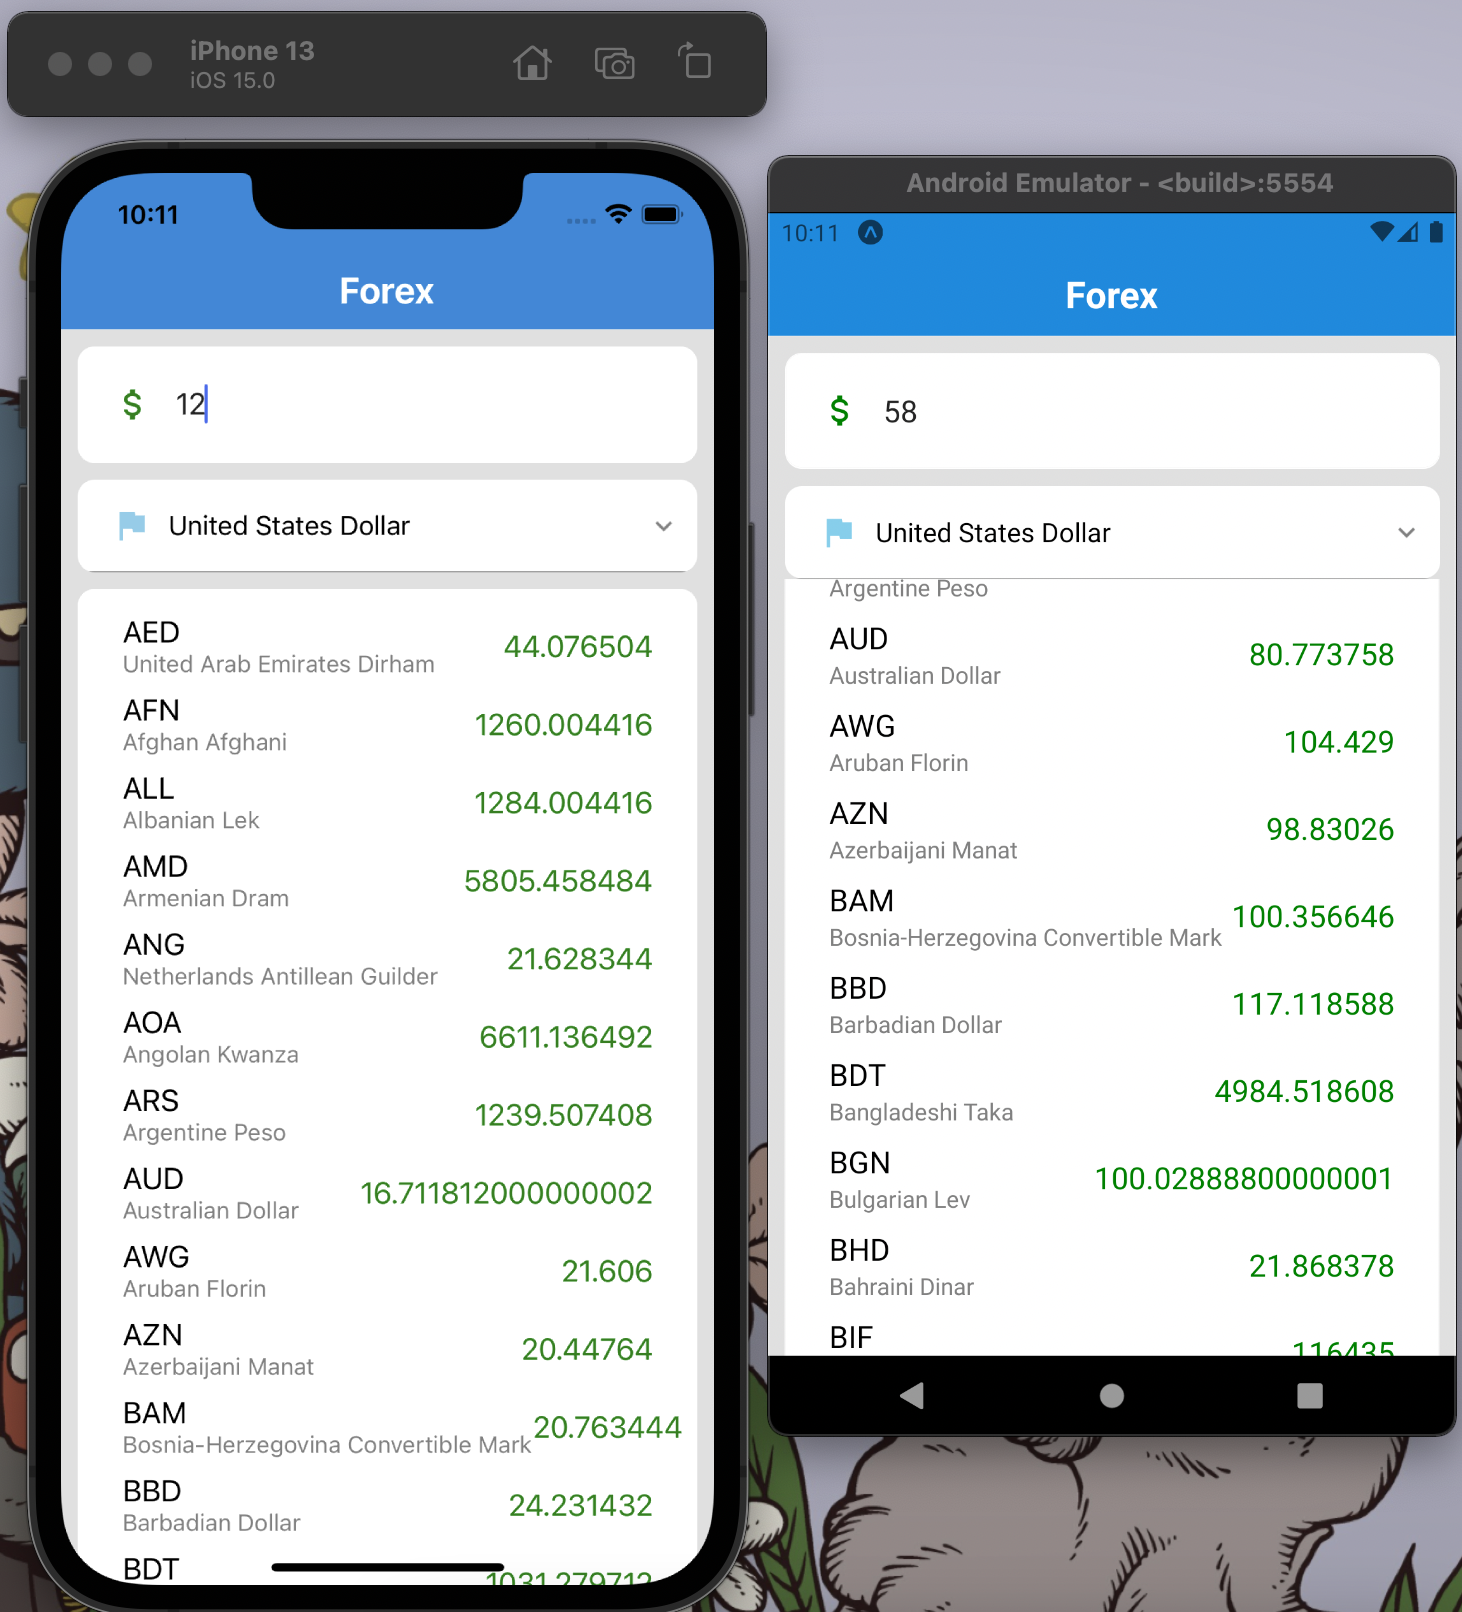 iPhone 13
iOS 15.0
10:11
Forex
$ 12
United States Dollar
AED
United Arab Emirates Dirham
44.076504
AFN
Afghan Afghani
1260.004416
ALL
Albanian Lek
1284.004416
AMD
Armenian Dram
5805.458484
ANG
Netherlands Antillean Guilder
21.628344
AOA
Angolan Kwanza
6611.136492
ARS
Argentine Peso
1239.507408
AUD
Australian Dollar
16.711812000000002
AWG
Aruban Florin
21.606
AZN
Azerbaijani Manat
20.44764
BAM
Bosnia-Herzegovina Convertible Mark
20.763444
BBD
Barbadian Dollar
24.231432
BDT
1031.279712
Android Emulator - <build>:5554
10:11
Forex
$ 58
United States Dollar
Argentine Peso
AUD
Australian Dollar
80.773758
AWG
Aruban Florin
104.429
AZN
Azerbaijani Manat
98.83026
BAM
Bosnia-Herzegovina Convertible Mark
100.356646
BBD
Barbadian Dollar
117.118588
BDT
Bangladeshi Taka
4984.518608
BGN
Bulgarian Lev
100.02888800000001
BHD
Bahraini Dinar
21.868378
BIF
116435